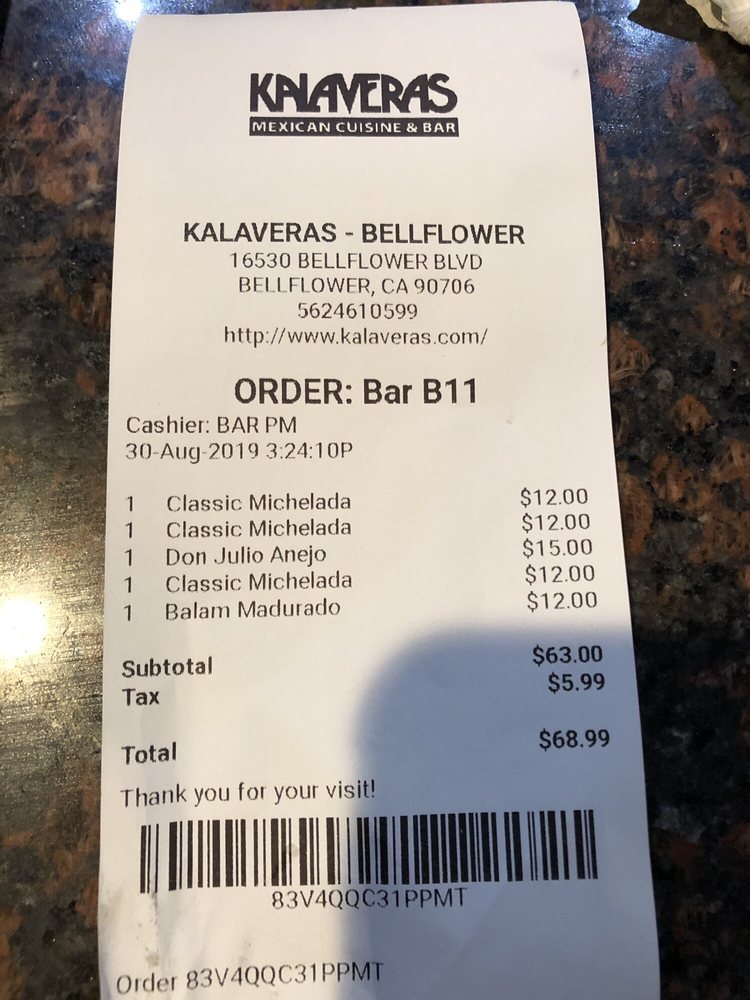 KALAVERAS
MEXICAN CUISINE & BAR
KALAVERAS - BELLFLOWER
16530 BELLFLOWER BLVD
BELLFLOWER, CA 90706
5624610599
http://www.kalaveras.com/
ORDER: Bar B11
Cashier: BAR PM
30-Aug-2019 3:24:10P
1 Classic Michelada $12.00
1 Classic Michelada $12.00
1 Don Julio Anejo $15.00
1 Classic Michelada $12.00
1 Balam Madurado $12.00
Subtotal $63.00
Tax $5.99
Total $68.99
Thank you for your visit!
83V4QQC31PPMT
Order 83V4QQC31PPMT